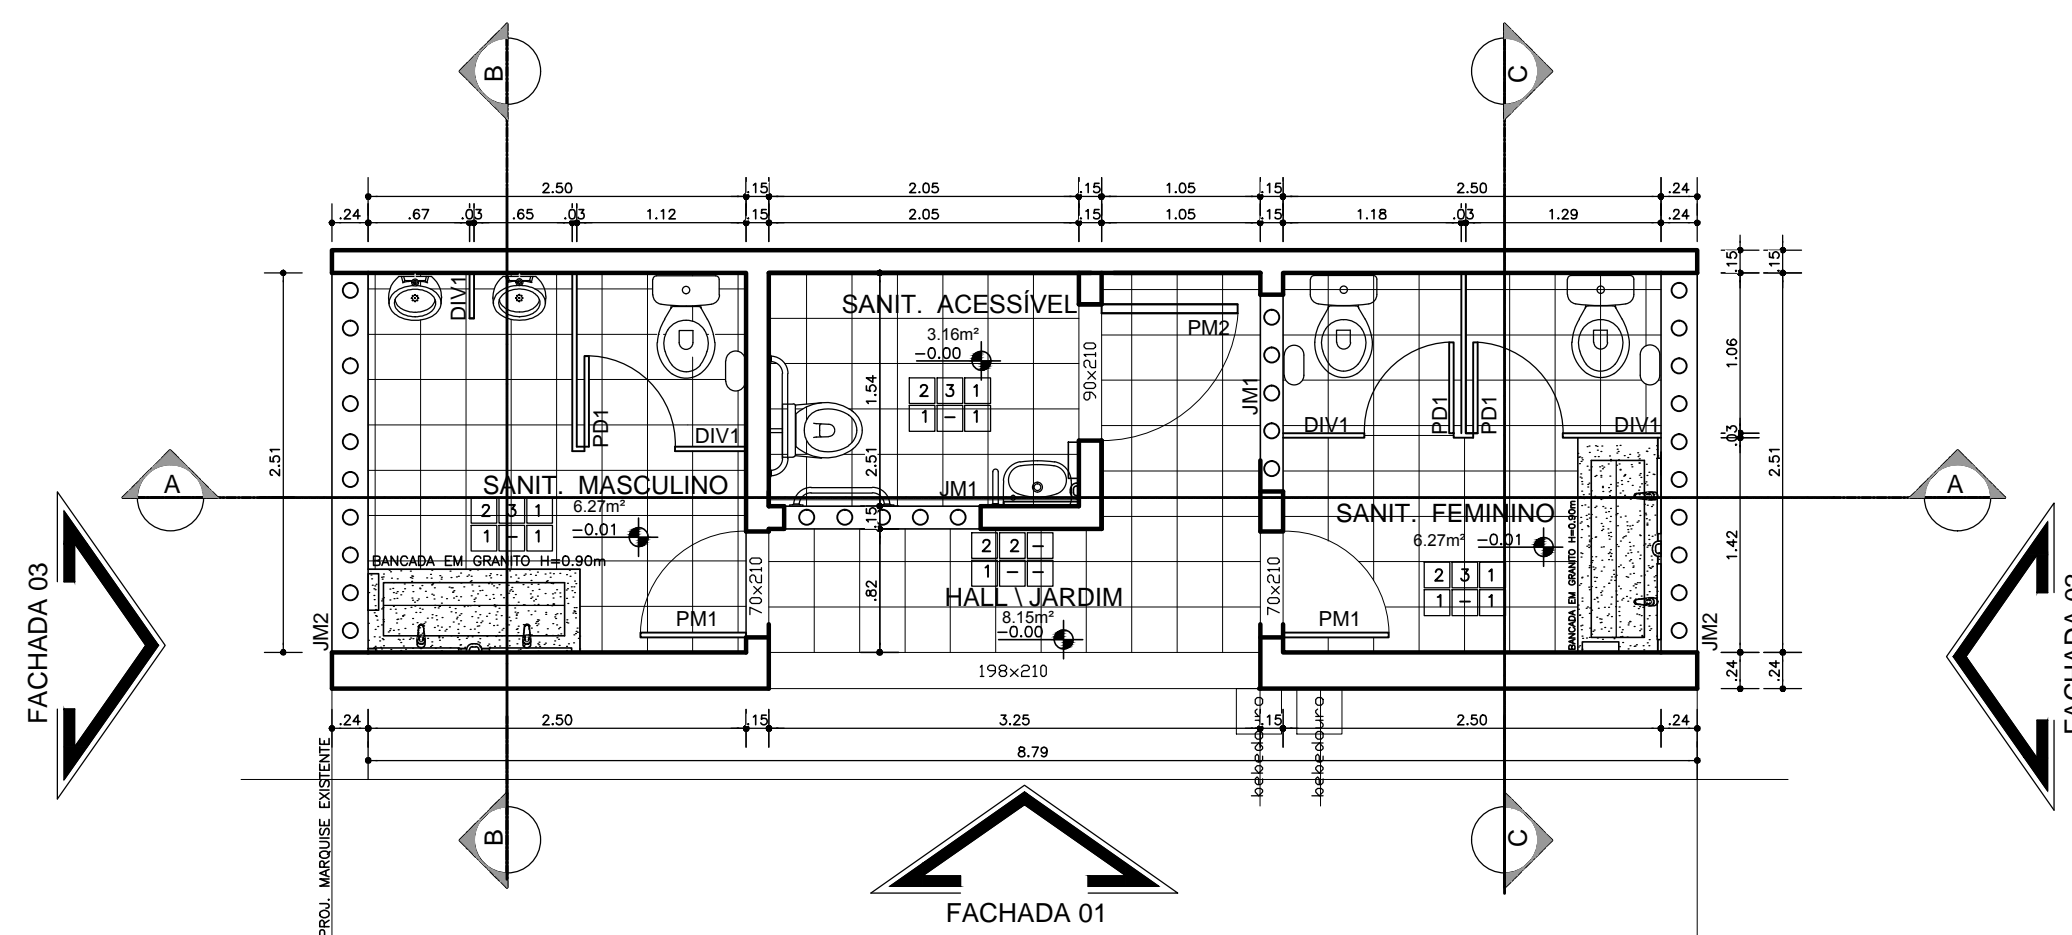 B
C
2.50
.15
2.05
.15
1.05
.15
2.50
.24
.24
.67
.03
.65
.03
1.12
.15
2.05
.15
1.05
.15
1.18
.03
1.29
.24
.15
.15
DIV1
SANIT. ACESSÍVEL
3.16m²
-0.00
2 3 1
1 - 1
1.54
2.51
.15
.82
90x210
PM2
JM1
PD1
DIV1
DIV1
PD1
PD1
DIV1
1.06
.03
2.51
1.42
2.51
A
A
SANIT. MASCULINO
6.27m²
2 3 1
1 - 1
-0.01
BANCADA EM GRANITO H=0.90m
JM1
SANIT. FEMININO
6.27m² -0.01
2 3 1
1 - 1
BANCADA EM GRANITO H=0.90m
2 2 -
1 - -
HALL \ JARDIM
8.15m²
-0.00
70x210
70x210
PM1
PM1
JM2
JM2
198x210
.24
.24
FACHADA 03
.24
2.50
.15
3.25
.15
2.50
.24
8.79
bebedouro
bebedouro
PROJ. MARQUISE EXISTENTE
B
C
FACHADA 01